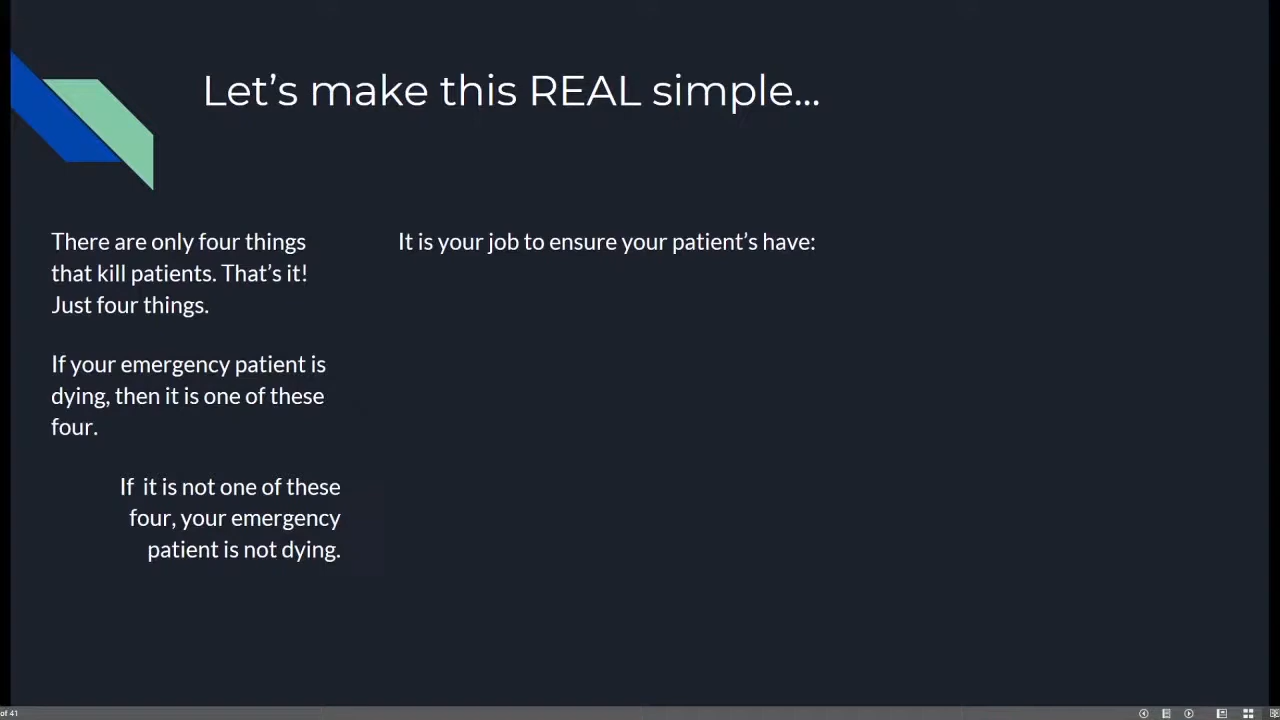 Let’s make this REAL simple...
There are only four things
that kill patients. That’s it!
Just four things.
If your emergency patient is
dying, then it is one of these
four.
If  it is not one of these
four, your emergency
patient is not dying.
It is your job to ensure your patient’s have:
of 41